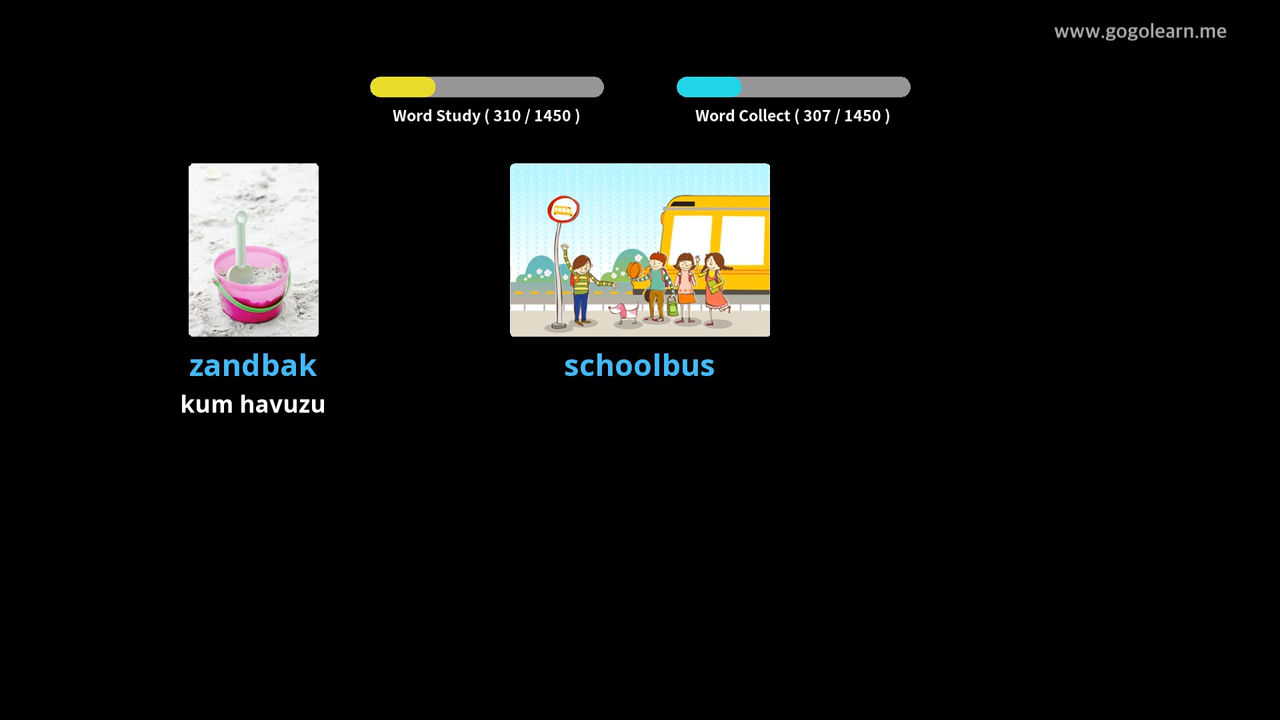 www.gogolearn.me
Word Study ( 310 / 1450 )
Word Collect ( 307 / 1450 )
zandbak
schoolbus
kum havuzu